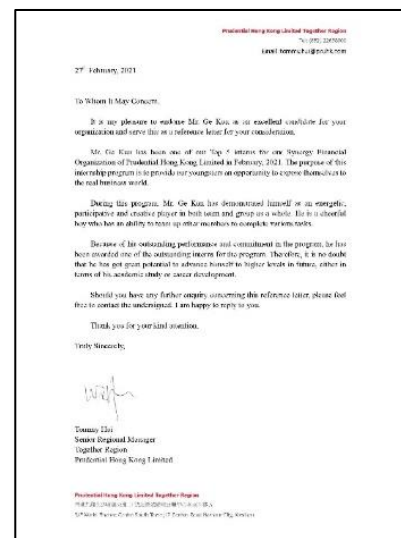 Prudential Hong Kong Limited Together Region
27th February, 2021
To Whom It May Concern,
It is my pleasure to endorse Mr. Ge Kun as an excellent candidate for your
organization and serve this as a reference letter for your consideration.
Mr. Ge Kun has been one of our Top 5 interns for our Synergy Financial
Organization of Prudential Hong Kong Limited in February, 2021. The purpose of this
internship program is to provide our youngsters an opportunity to expose themselves to
the real business world.
During this program, Mr. Ge Kun has demonstrated himself as an energetic,
participative and creative player in both team and group as a whole. He is a cheerful
boy who has an ability to team up other members to complete various tasks.
Because of his outstanding performance and commitment in the program, he has
been awarded one of the outstanding interns for the program. Therefore, it is no doubt
that he has got great potential to advance himself to higher levels in future, either in
terms of his academic study or career development.
Should you have any further enquiry concerning this reference letter, please feel
free to contact the undersigned. I am happy to reply to you.
Thank you for your kind attention.
Truly Sincerely,
Tommy Hui
Senior Regional Manager
Together Region
Prudential Hong Kong Limited
Prudential Hong Kong Limited Together Region